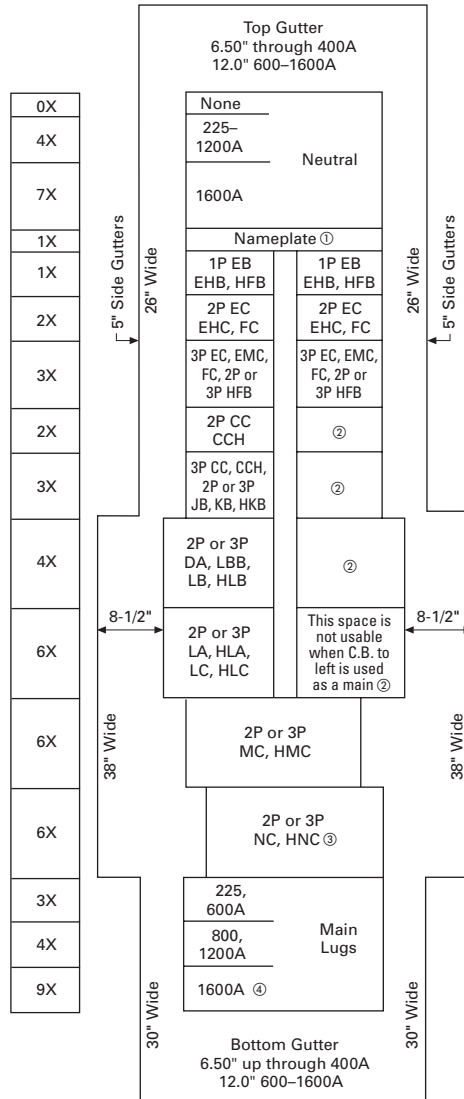 Top Gutter
6.50" through 400A
12.0" 600–1600A
0X
4X
7X
1X
1X
2X
3X
2X
3X
4X
6X
6X
6X
3X
4X
9X
5" Side Gutters
26" Wide
None
225–
1200A
1600A
Neutral
Nameplate ①
1P EB
EHB, HFB
1P EB
EHB, HFB
2P EC
EHC, FC
2P EC
EHC, FC
3P EC, EMC,
FC, 2P or
3P HFB
3P EC, EMC,
FC, 2P or
3P HFB
2P CC
CCH
②
3P CC, CCH,
2P or 3P
JB, KB, HKB
②
2P or 3P
DA, LBB,
LB, HLB
②
2P or 3P
LA, HLA,
LC, HLC
This space is
not usable
when C.B. to
left is used
as a main ②
2P or 3P
MC, HMC
2P or 3P
NC, HNC ③
225,
600A
800,
1200A
1600A ④
Main
Lugs
26" Wide
5" Side Gutters
8-1/2"
8-1/2"
38" Wide
38" Wide
30" Wide
30" Wide
Bottom Gutter
6.50" up through 400A
12.0" 600–1600A